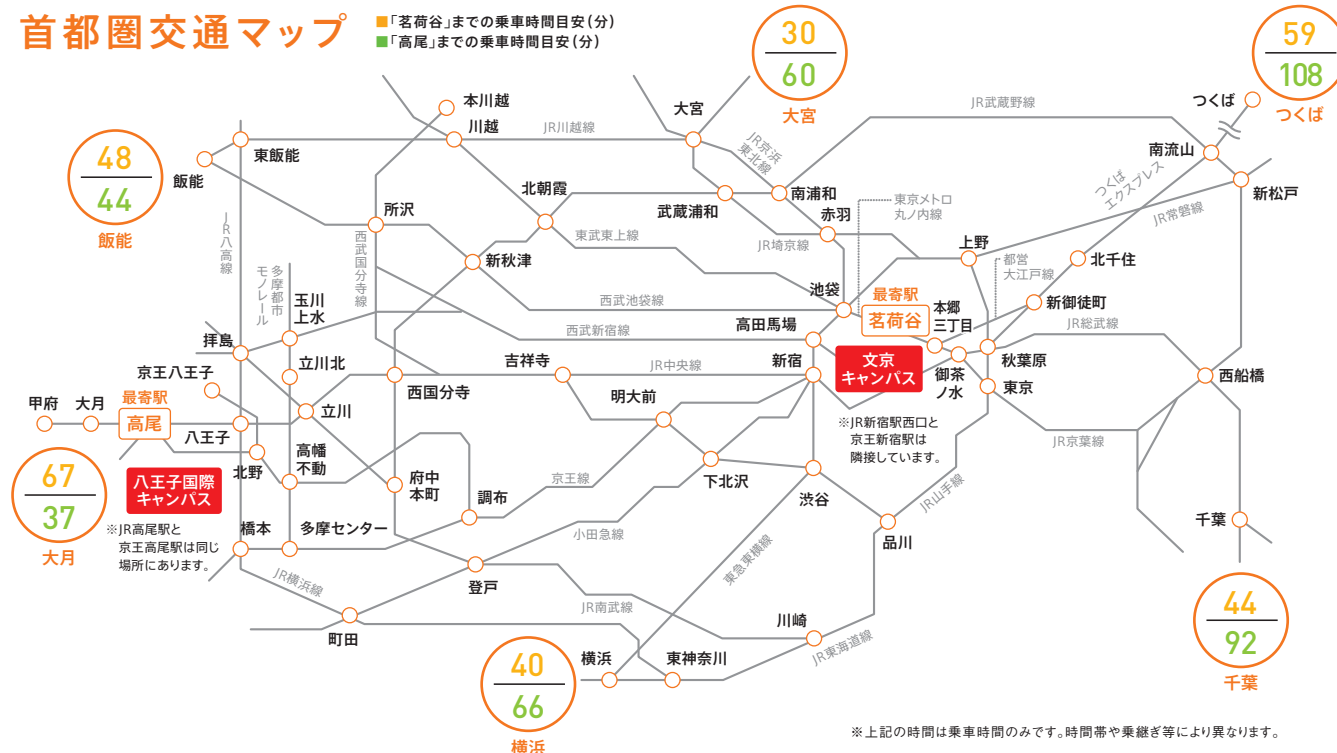 首都圏交通マップ
■「茗荷谷」までの乗車時間目安(分)
■「高尾」までの乗車時間目安(分)
30
60
大宮
59
108
つくば
48
44
飯能
67
37
大月
40
66
横浜
44
92
千葉
本川越
川越
JR川越線
大宮
JR京浜
東北線
JR武蔵野線
つくば
南流山
新松戸
東飯能
飯能
北朝霞
武蔵浦和
南浦和
赤羽
東京メトロ
丸ノ内線
つくば
エクスプレス
JR常磐線
所沢
JR八高線
西武国分寺線
東武東上線
JR埼京線
上野
都営
大江戸線
北千住
新秋津
多摩都市
モノレール
玉川
上水
西武池袋線
池袋
最寄駅
茗荷谷
本郷
三丁目
新御徒町
拝島
西武新宿線
高田馬場
JR総武線
京王八王子
立川北
吉祥寺
JR中央線
新宿
文京
キャンパス
御茶
ノ水
秋葉原
東京
西船橋
西国分寺
明大前
甲府
大月
最寄駅
高尾
八王子
立川
※JR新宿駅西口と
京王新宿駅は
隣接しています。
JR京葉線
北野
高幡
不動
八王子国際
キャンパス
府中
本町
調布
京王線
下北沢
渋谷
JR山手線
千葉
※JR高尾駅と
京王高尾駅は同じ
場所にあります。
橋本
多摩センター
小田急線
品川
東急東横線
JR横浜線
登戸
JR南武線
町田
川崎
JR東海道線
横浜
東神奈川
※上記の時間は乗車時間のみです。時間帯や乗継ぎ等により異なります。